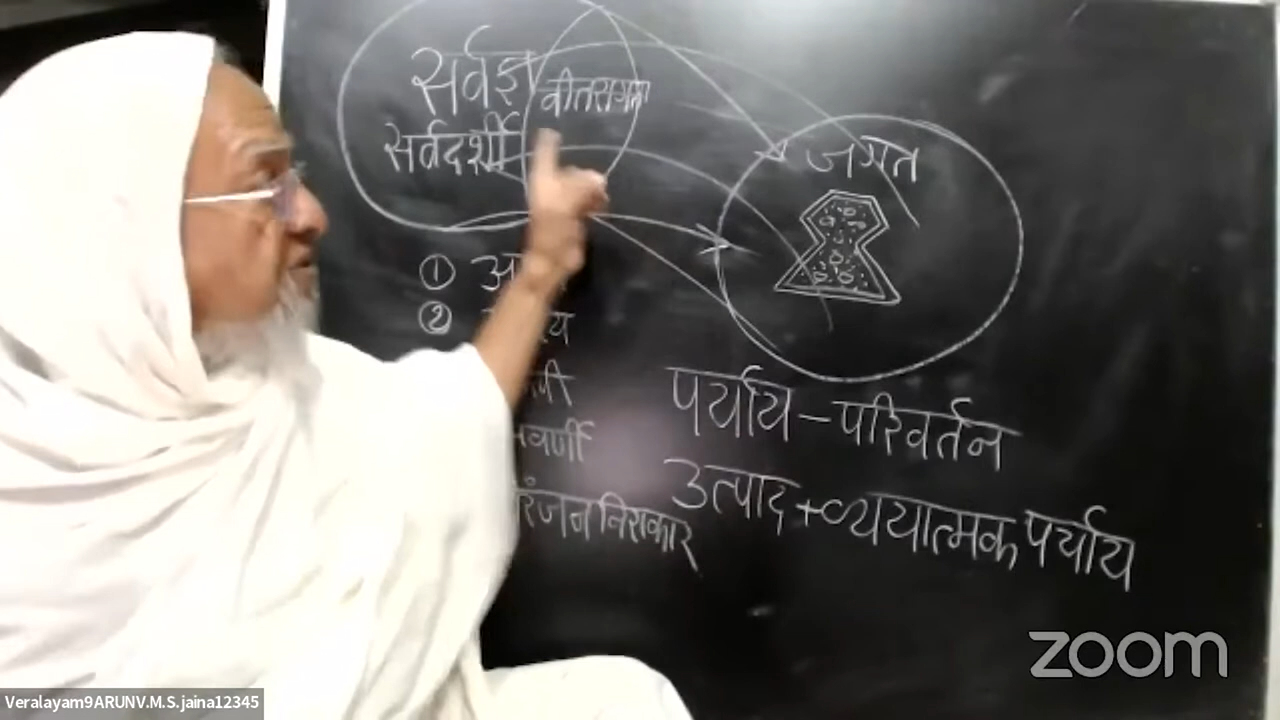 सर्वज्ञ वीतरागता
सर्वदर्शी
जगत
①
②
पर्याय - परिवर्तन
उत्पाद + व्ययात्मक पर्याय
निराकार
zoom
Veralayam9ARUNV.M.S.jaina12345